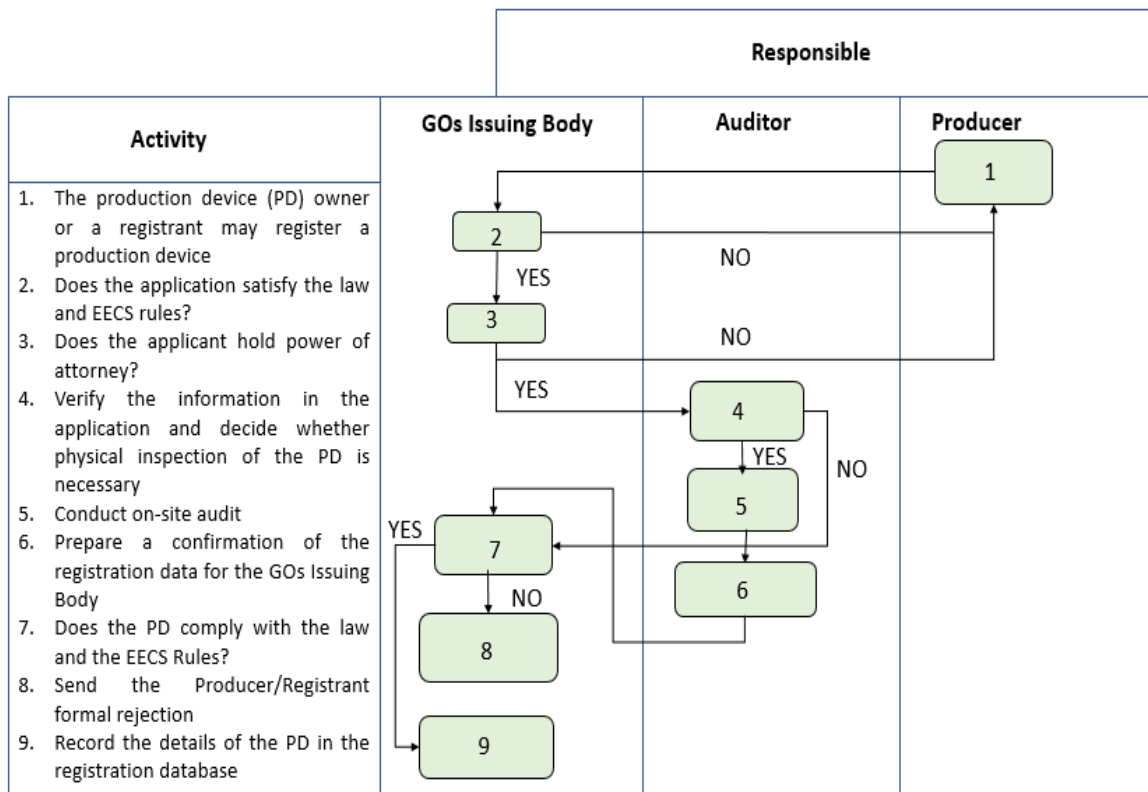 Responsible
Activity
GOs Issuing Body
Auditor
Producer
1. The production device (PD) owner
or a registrant may register a
production device
2. Does the application satisfy the law
and EECS rules?
3. Does the applicant hold power of
attorney?
4. Verify the information in the
application and decide whether
physical inspection of the PD is
necessary
5. Conduct on-site audit
6. Prepare a confirmation of the
registration data for the GOs Issuing
Body
7. Does the PD comply with the law
and the EECS Rules?
8. Send the Producer/Registrant
formal rejection
9. Record the details of the PD in the
registration database
1
2
NO
YES
3
NO
YES
4
YES
NO
5
YES
7
6
NO
8
9